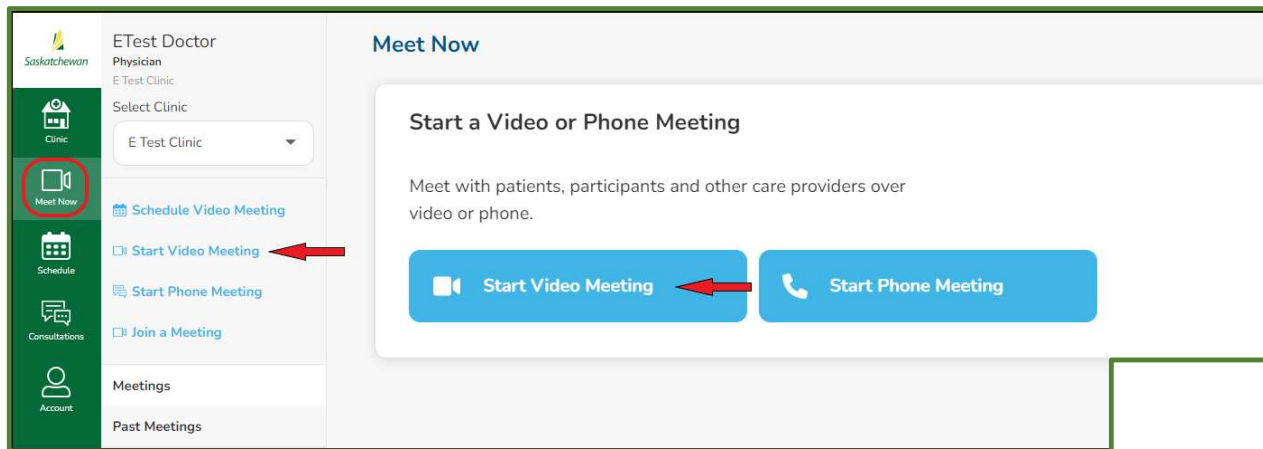 Saskatchewan
Clinic
Meet Now
Schedule
Consultations
Account
ETest Doctor
Physician
E Test Clinic
Select Clinic
E Test Clinic
Schedule Video Meeting
Start Video Meeting
Start Phone Meeting
Join a Meeting
Meetings
Past Meetings
Meet Now
Start a Video or Phone Meeting
Meet with patients, participants and other care providers over
video or phone.
Start Video Meeting
Start Phone Meeting